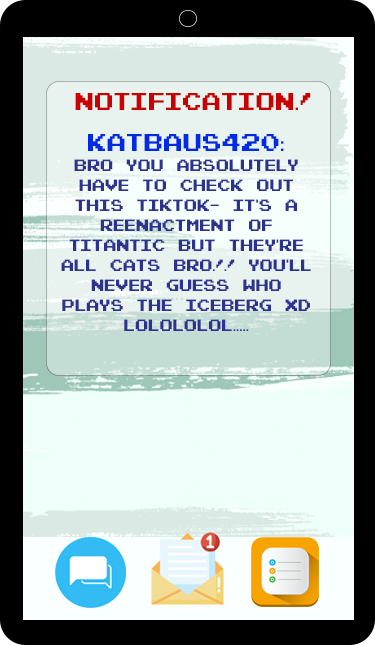 NOTIFICATION!
KATBAUS420:
BRO YOU ABSOLUTELY
HAVE TO CHECK OUT
THIS TIKTOK- IT'S A
REENACTMENT OF
TITANTIC BUT THEY'RE
ALL CATS BRO!! YOU'LL
NEVER GUESS WHO
PLAYS THE ICEBERG XD
LOLOLOLOL.....
1